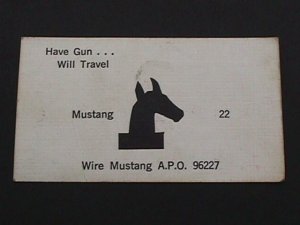 Have Gun . . .
Will Travel
Mustang 22
Wire Mustang A.P.O. 96227